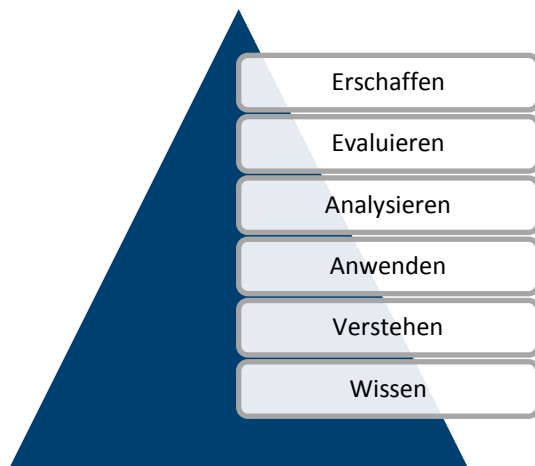 Erschaffen
Evaluieren
Analysieren
Anwenden
Verstehen
Wissen